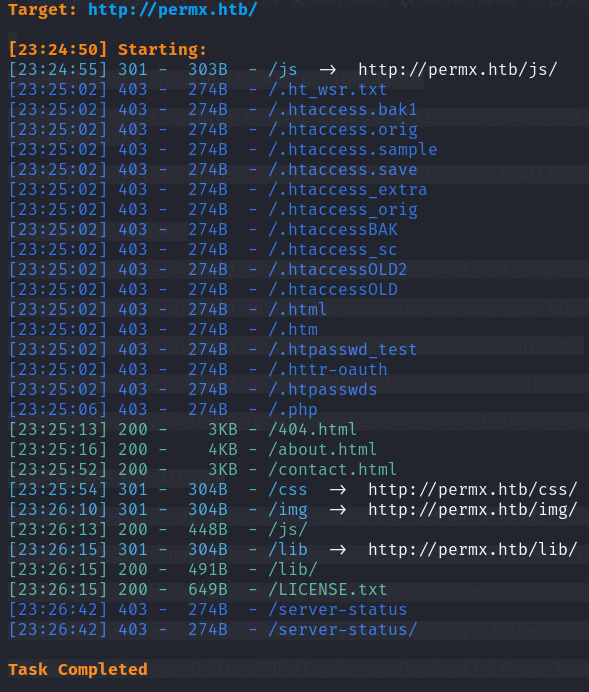 Target: http://permx.htb/
[23:24:50] Starting:
[23:24:55] 301 - 303B - /js -> http://permx.htb/js/
[23:25:02] 403 - 274B - /.ht_wsr.txt
[23:25:02] 403 - 274B - /.htaccess.bak1
[23:25:02] 403 - 274B - /.htaccess.orig
[23:25:02] 403 - 274B - /.htaccess.sample
[23:25:02] 403 - 274B - /.htaccess.save
[23:25:02] 403 - 274B - /.htaccess_extra
[23:25:02] 403 - 274B - /.htaccess_orig
[23:25:02] 403 - 274B - /.htaccessBAK
[23:25:02] 403 - 274B - /.htaccess_sc
[23:25:02] 403 - 274B - /.htaccessOLD2
[23:25:02] 403 - 274B - /.htaccessOLD
[23:25:02] 403 - 274B - /.html
[23:25:02] 403 - 274B - /.htm
[23:25:02] 403 - 274B - /.htpasswd_test
[23:25:02] 403 - 274B - /.httr-oauth
[23:25:02] 403 - 274B - /.htpasswds
[23:25:06] 403 - 274B - /.php
[23:25:13] 200 - 3KB - /404.html
[23:25:16] 200 - 4KB - /about.html
[23:25:52] 200 - 3KB - /contact.html
[23:25:54] 301 - 304B - /css -> http://permx.htb/css/
[23:26:10] 301 - 304B - /img -> http://permx.htb/img/
[23:26:13] 200 - 448B - /js/
[23:26:15] 301 - 304B - /lib -> http://permx.htb/lib/
[23:26:15] 200 - 491B - /lib/
[23:26:15] 200 - 649B - /LICENSE.txt
[23:26:42] 403 - 274B - /server-status
[23:26:42] 403 - 274B - /server-status/
Task Completed